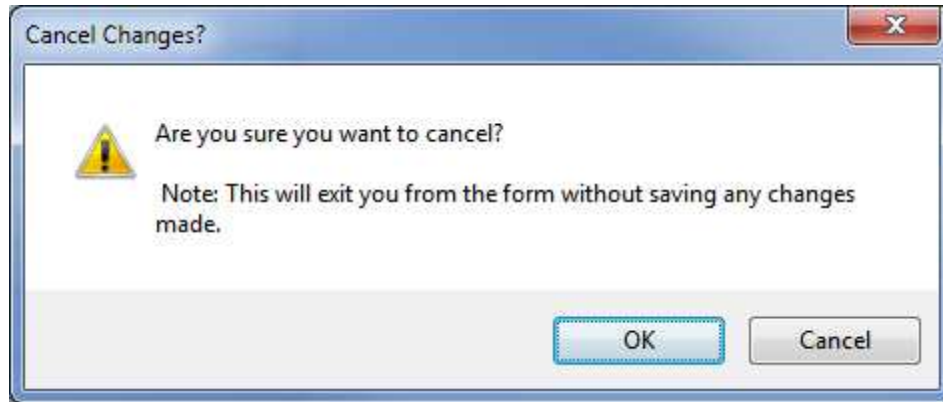 Cancel Changes?
Are you sure you want to cancel?
Note: This will exit you from the form without saving any changes
made.
OK
Cancel